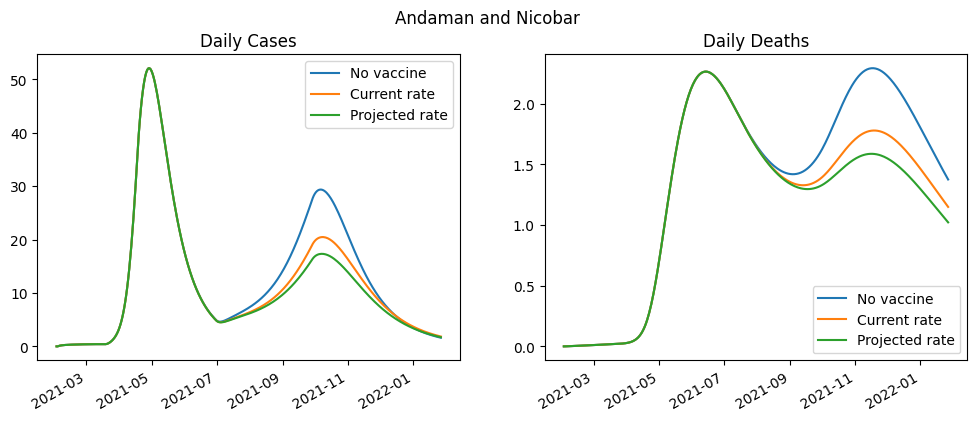 Andaman and Nicobar
Daily Cases
50
40
30
20
10
0
2021-03
2021-05
2021-07
2021-09
2021-11
2022-01
No vaccine
Current rate
Projected rate
Daily Deaths
2.0
1.5
1.0
0.5
0.0
2021-03
2021-05
2021-07
2021-09
2021-11
2022-01
No vaccine
Current rate
Projected rate